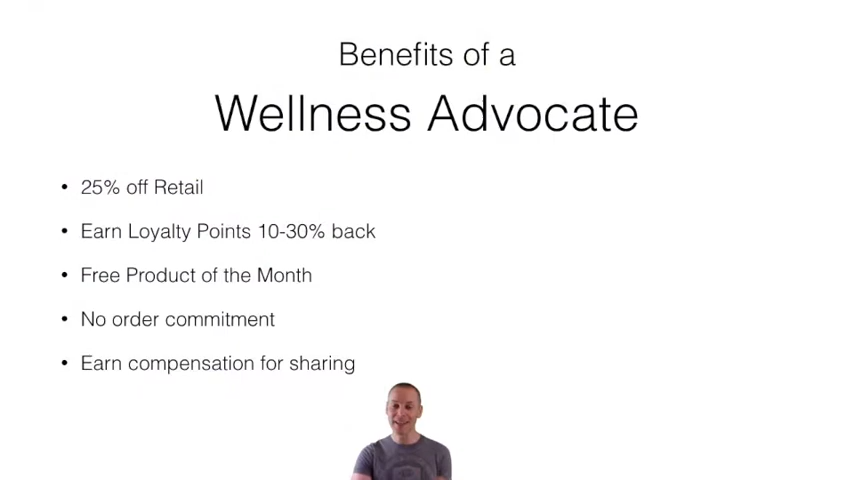 Benefits of a
Wellness Advocate
• 25% off Retail
• Earn Loyalty Points 10-30% back
• Free Product of the Month
• No order commitment
• Earn compensation for sharing